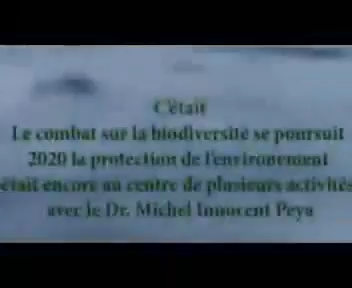 C'était
Le combat sur la biodiversité se poursuit
2020 la protection de l'environement
était encore au centre de plusieurs activités
avec le Dr. Michel Innocent Peya